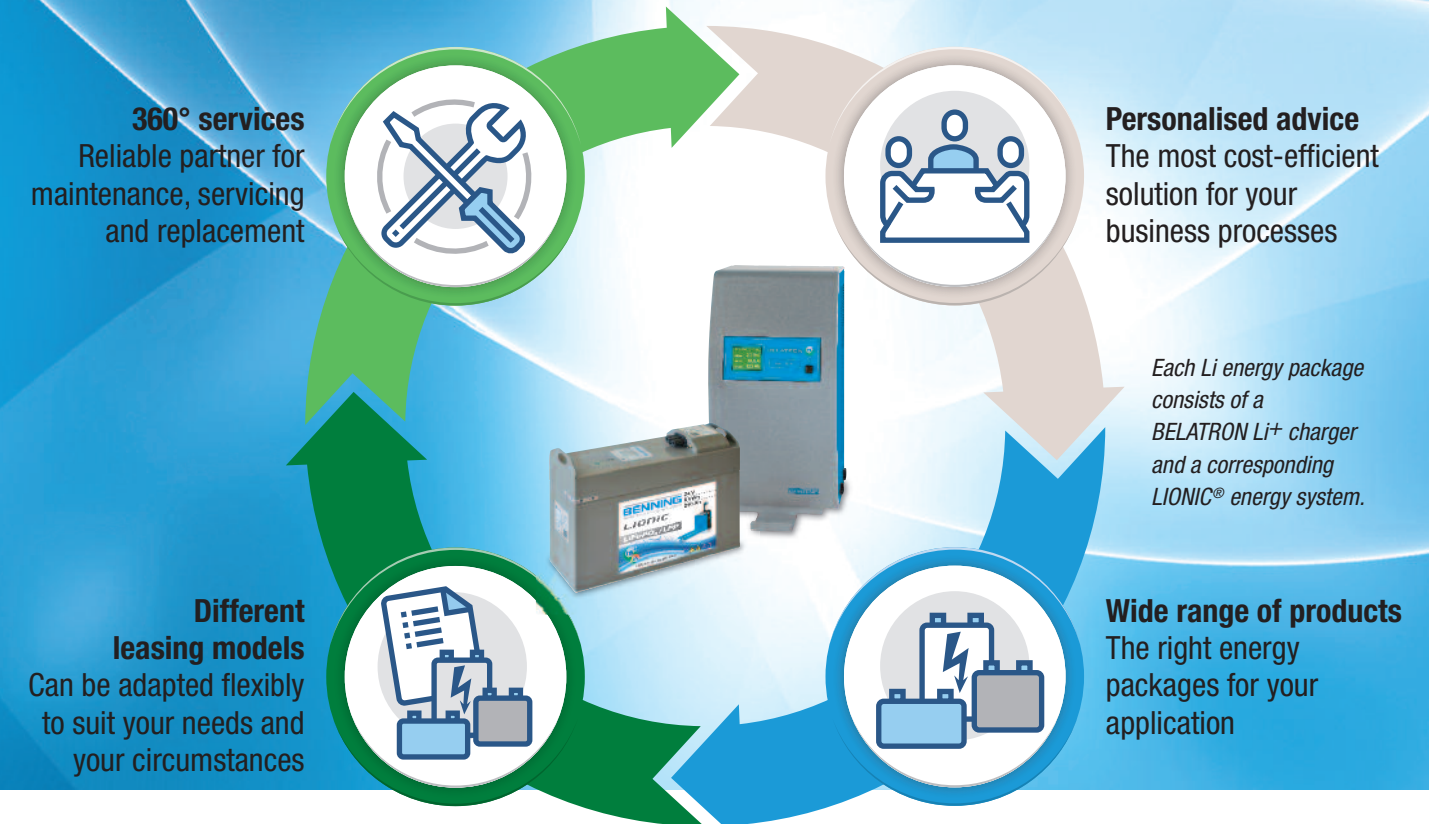 360° services
Reliable partner for
maintenance, servicing
and replacement
Personalised advice
The most cost-efficient
solution for your
business processes
Each Li energy package
consists of a
BELATRON Li+ charger
and a corresponding
LIONIC® energy system.
BENNING
LIONIC
Different
leasing models
Can be adapted flexibly
to suit your needs and
your circumstances
Wide range of products
The right energy
packages for your
application